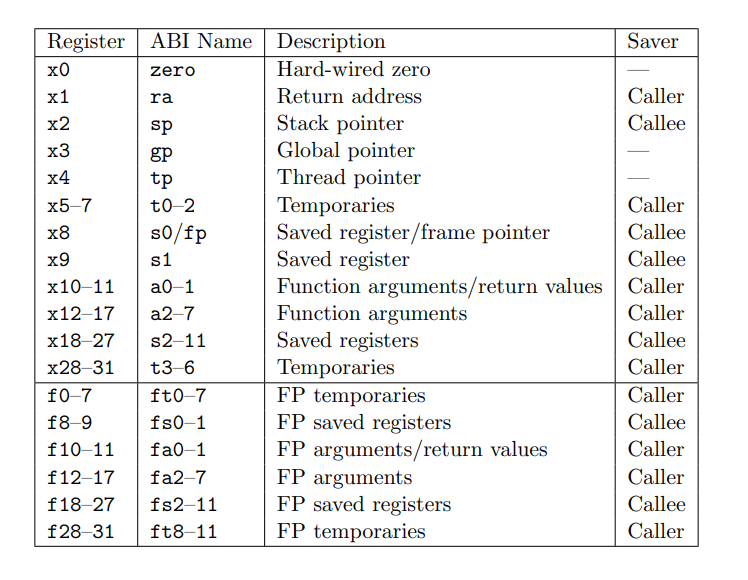 Register ABI Name Description Saver
x0 zero Hard-wired zero —
x1 ra Return address Caller
x2 sp Stack pointer Callee
x3 gp Global pointer —
x4 tp Thread pointer —
x5–7 t0–2 Temporaries Caller
x8 s0/fp Saved register/frame pointer Callee
x9 s1 Saved register Callee
x10–11 a0–1 Function arguments/return values Caller
x12–17 a2–7 Function arguments Caller
x18–27 s2–11 Saved registers Callee
x28–31 t3–6 Temporaries Caller
f0–7 ft0–7 FP temporaries Caller
f8–9 fs0–1 FP saved registers Callee
f10–11 fa0–1 FP arguments/return values Caller
f12–17 fa2–7 FP arguments Caller
f18–27 fs2–11 FP saved registers Callee
f28–31 ft8–11 FP temporaries Caller